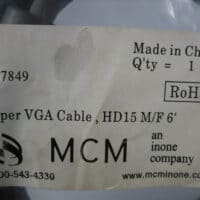 Made in Ch
7849
Q'ty = 1
RoH
per VGA Cable, HD15 M/F 6'
MCM
an
inone
company
00-543-4330
www.mcminone.com